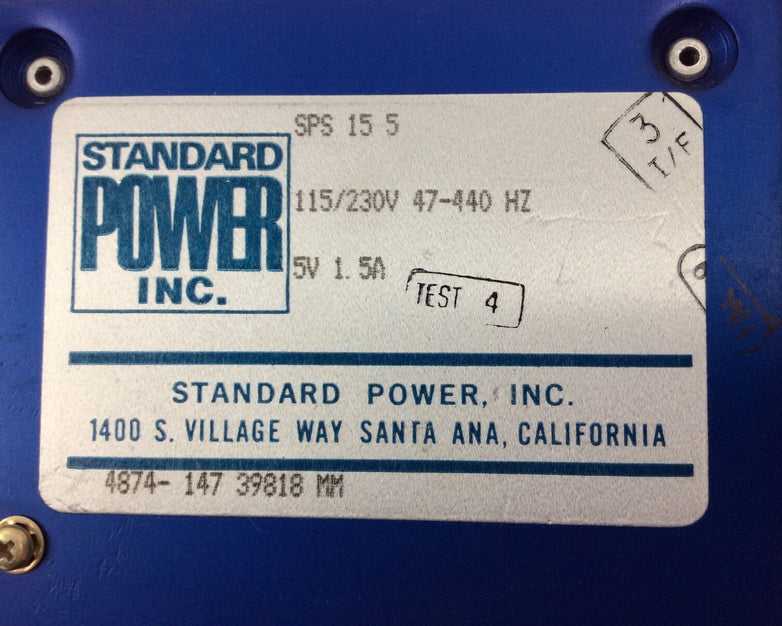 STANDARD
POWER
INC.
SPS 15 5
115/230V 47-440 HZ
5V 1.5A
TEST 4
3
I/F
STANDARD POWER, INC.
1400 S. VILLAGE WAY SANTA ANA, CALIFORNIA
4874- 147 39818 MM